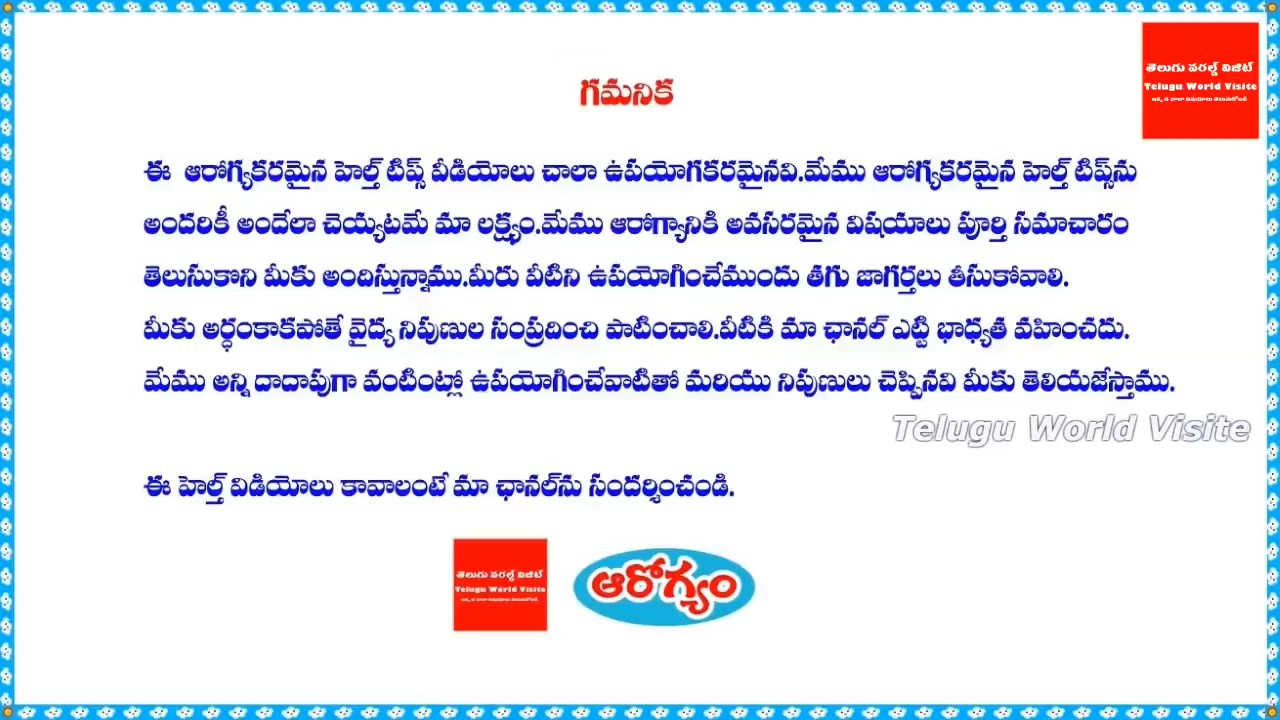 తెలుగు వరల్డ్ విజిట్
Telugu World Visite
గమనిక
ఈ ఆరోగ్యకరమైన హెల్త్ టిప్స్ వీడియోలు చాలా ఉపయోగకరమైనవి.మేము ఆరోగ్యకరమైన హెల్త్ టిప్స్‌ను
అందరికీ అందేలా చెయ్యటమే మా లక్ష్యం.మేము ఆరోగ్యానికి అవసరమైన విషయాలు పూర్తి సమాచారం
తెలుసుకొని మీకు అందిస్తున్నాము.మీరు వీటిని ఉపయోగించేముందు తగు జాగర్తలు తీసుకోవాలి.
మీకు అర్ధంకాకపోతే వైద్య నిపుణుల సంప్రదించి పాటించాలి.వీటికి మా ఛానల్ ఎట్టి భాధ్యత వహించదు.
మేము అన్ని దాదాపుగా వంటింట్లో ఉపయోగించేవాటితో మరియు నిపుణులు చెప్పినవి మీకు తెలియజేస్తాము.
Telugu World Visite
ఈ హెల్త్ విడియోలు కావాలంటే మా ఛానల్‌ను సందర్శించండి.
తెలుగు వరల్డ్ విజిట్
Telugu World Visite
ఆరోగ్యం